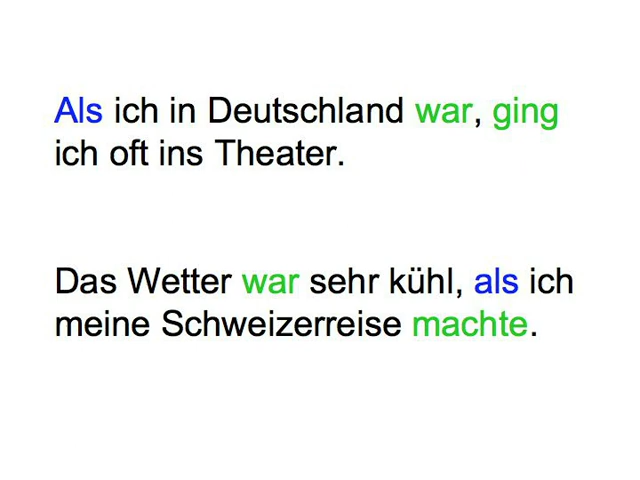 Als ich in Deutschland war, ging
ich oft ins Theater.
Das Wetter war sehr kühl, als ich
meine Schweizerreise machte.